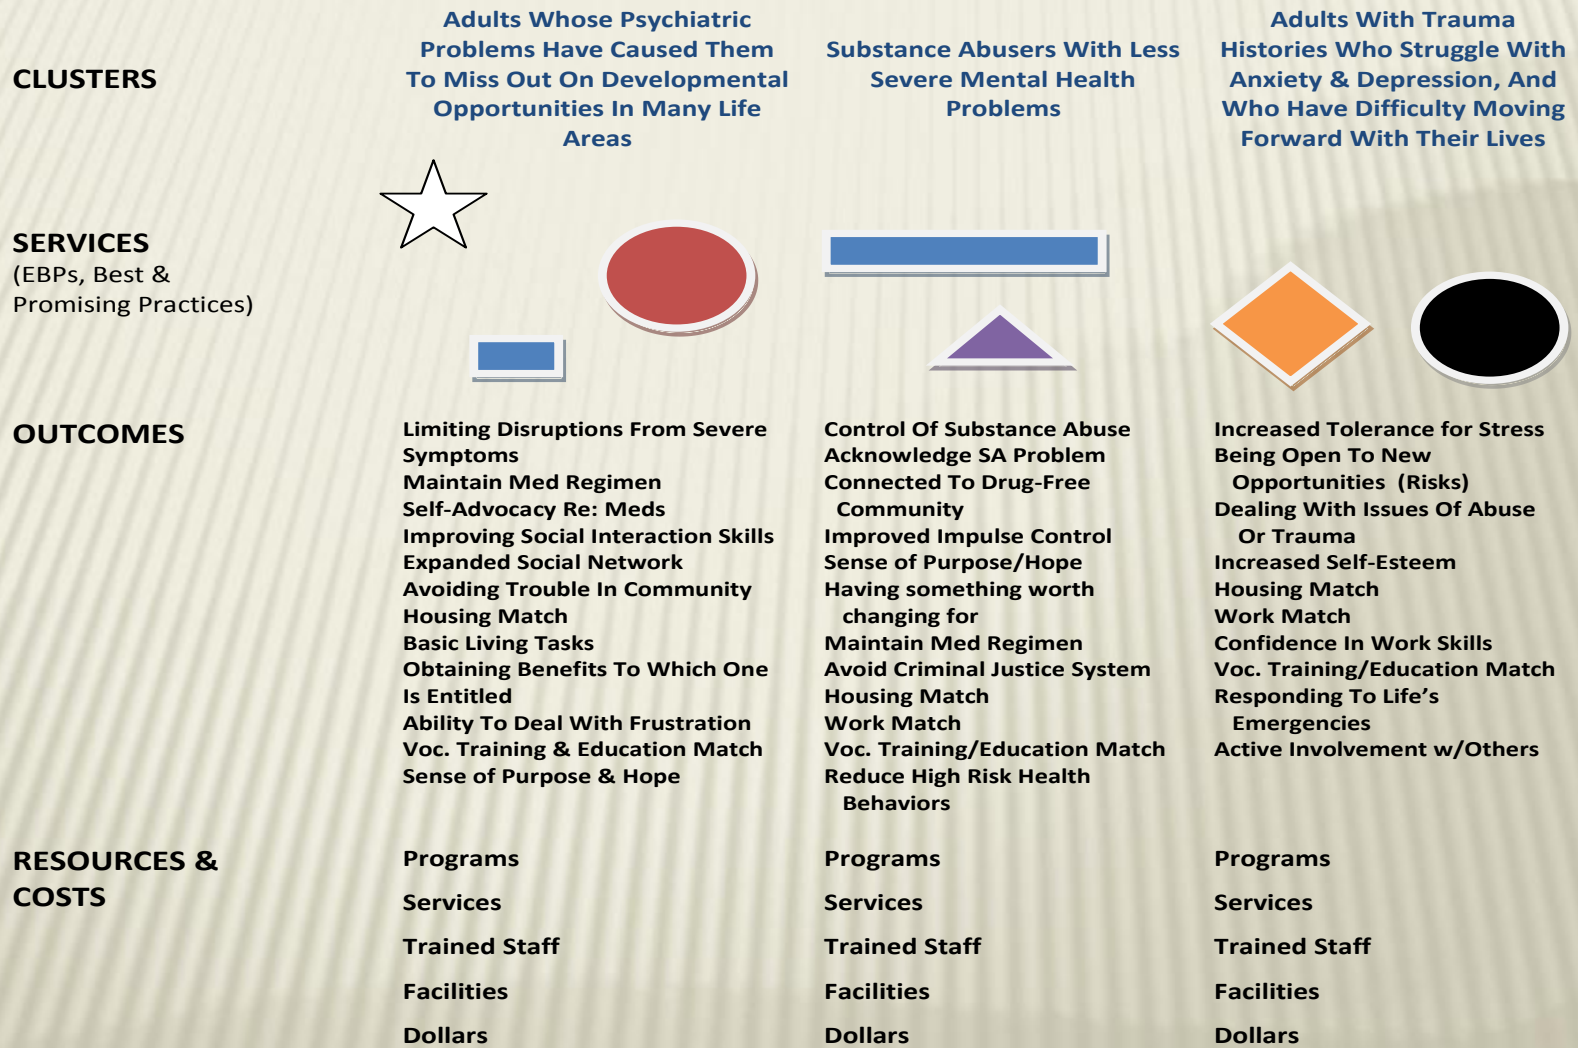 CLUSTERS
Adults Whose Psychiatric
Problems Have Caused Them
To Miss Out On Developmental
Opportunities In Many Life
Areas
Substance Abusers With Less
Severe Mental Health
Problems
Adults With Trauma
Histories Who Struggle With
Anxiety & Depression, And
Who Have Difficulty Moving
Forward With Their Lives
SERVICES
(EBPs, Best &
Promising Practices)
OUTCOMES
Limiting Disruptions From Severe
Symptoms
Maintain Med Regimen
Self-Advocacy Re: Meds
Improving Social Interaction Skills
Expanded Social Network
Avoiding Trouble In Community
Housing Match
Basic Living Tasks
Obtaining Benefits To Which One
Is Entitled
Ability To Deal With Frustration
Voc. Training & Education Match
Sense of Purpose & Hope
Control Of Substance Abuse
Acknowledge SA Problem
Connected To Drug-Free
Community
Improved Impulse Control
Sense of Purpose/Hope
Having something worth
changing for
Maintain Med Regimen
Avoid Criminal Justice System
Housing Match
Work Match
Voc. Training/Education Match
Reduce High Risk Health
Behaviors
Increased Tolerance for Stress
Being Open To New
Opportunities (Risks)
Dealing With Issues Of Abuse
Or Trauma
Increased Self-Esteem
Housing Match
Work Match
Confidence In Work Skills
Voc. Training/Education Match
Responding To Life’s
Emergencies
Active Involvement w/Others
RESOURCES &
COSTS
Programs
Services
Trained Staff
Facilities
Dollars
Programs
Services
Trained Staff
Facilities
Dollars
Programs
Services
Trained Staff
Facilities
Dollars